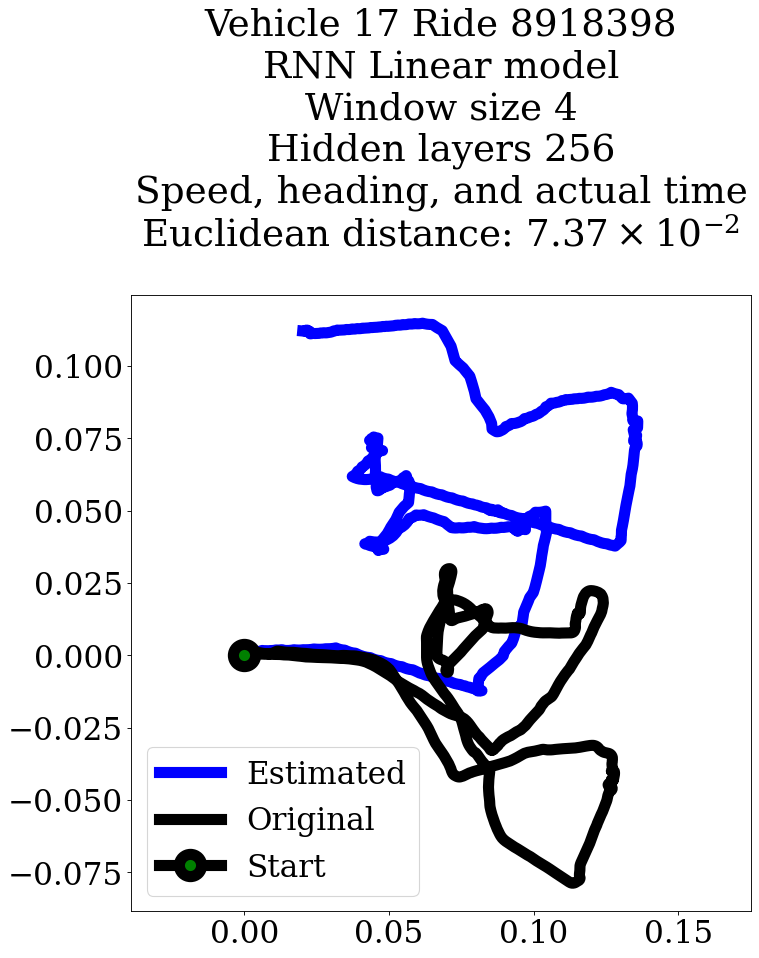 Vehicle 17 Ride 8918398
RNN Linear model
Window size 4
Hidden layers 256
Speed, heading, and actual time
Euclidean distance: 7.37 × 10⁻²
0.100
0.075
0.050
0.025
0.000
−0.025
−0.050
−0.075
Estimated
Original
Start
0.00 0.05 0.10 0.15